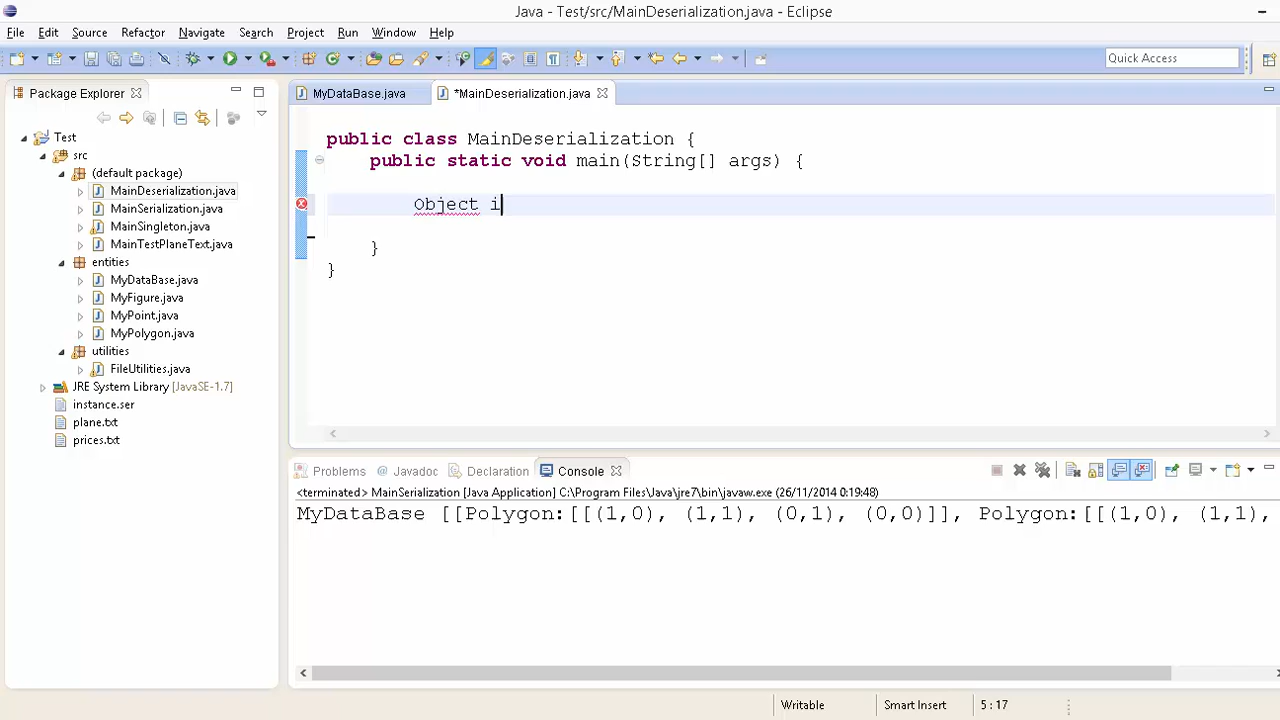 Java - Test/src/MainDeserialization.java - Eclipse
File Edit Source Refactor Navigate Search Project Run Window Help
Quick Access
Package Explorer
MyDataBase.java
*MainDeserialization.java
Test
src
(default package)
MainDeserialization.java
MainSerialization.java
MainSingleton.java
MainTestPlaneText.java
entities
MyDataBase.java
MyFigure.java
MyPoint.java
MyPolygon.java
utilities
FileUtilities.java
JRE System Library [JavaSE-1.7]
instance.ser
plane.txt
prices.txt
public class MainDeserialization {
public static void main(String[] args) {
Object i
}
}
Problems @ Javadoc Declaration Console
<terminated> MainSerialization [Java Application] C:\Program Files\Java\jre7\bin\javaw.exe (26/11/2014 0:19:48)
MyDataBase [[Polygon:[[(1,0), (1,1), (0,1), (0,0)]], Polygon:[[(1,0), (1,1),
Writable Smart Insert 5 : 17